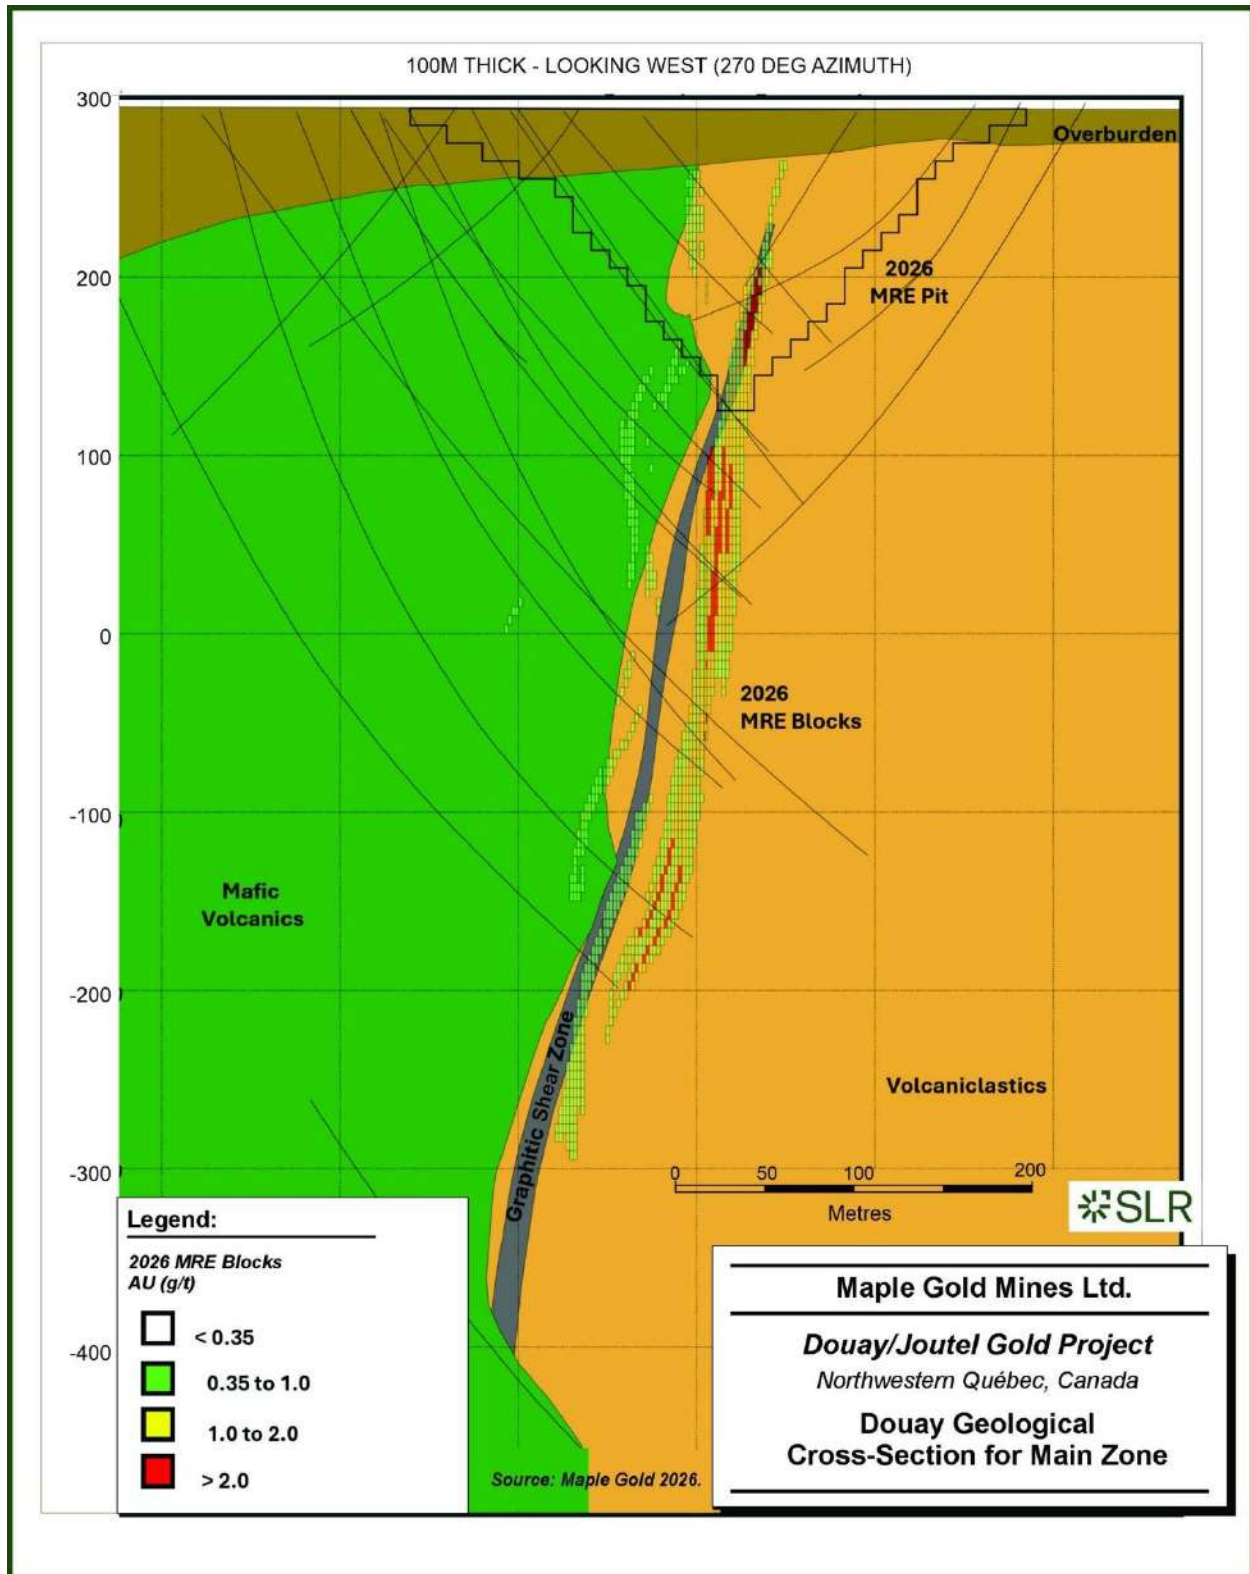 100M THICK - LOOKING WEST (270 DEG AZIMUTH)
300
Overburden
200
2026
MRE Pit
100
0
2026
MRE Blocks
-100
Mafic
Volcanics
-200
Graphitic Shear Zone
Volcaniclastics
-300
0 50 100 200
Metres
SLR
-400
Legend:
2026 MRE Blocks
AU (g/t)
< 0.35
0.35 to 1.0
1.0 to 2.0
> 2.0
Source: Maple Gold 2026.
Maple Gold Mines Ltd.
Douay/Joutel Gold Project
Northwestern Québec, Canada
Douay Geological
Cross-Section for Main Zone